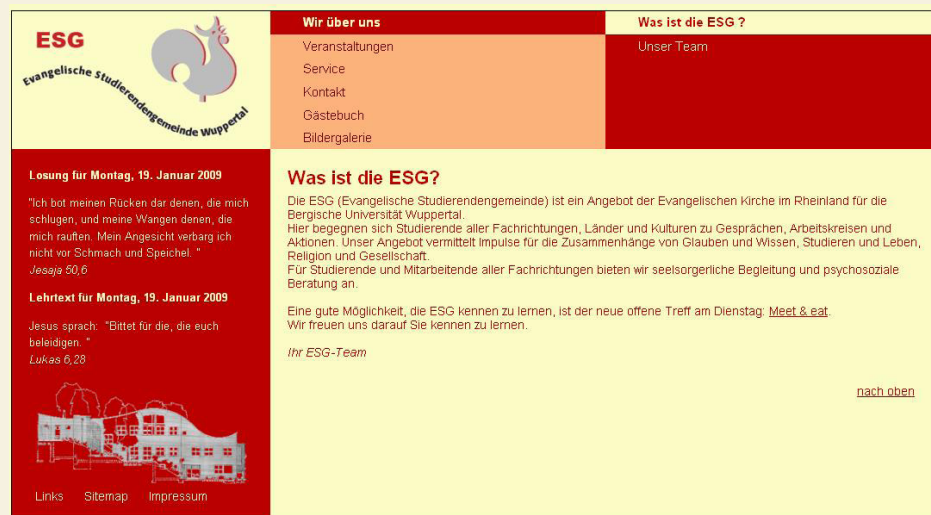 ESG
Evangelische Studierendengemeinde Wuppertal
Wir über uns
Veranstaltungen
Service
Kontakt
Gästebuch
Bildergalerie
Was ist die ESG ?
Unser Team
Losung für Montag, 19. Januar 2009
"Ich bot meinen Rücken dar denen, die mich
schlugen, und meine Wangen denen, die
mich rauften. Mein Angesicht verbarg ich
nicht vor Schmach und Speichel. "
Jesaja 50,6
Lehrtext für Montag, 19. Januar 2009
Jesus sprach: "Bittet für die, die euch
beleidigen. "
Lukas 6,28
Links Sitemap Impressum
Was ist die ESG?
Die ESG (Evangelische Studierendengemeinde) ist ein Angebot der Evangelischen Kirche im Rheinland für die
Bergische Universität Wuppertal.
Hier begegnen sich Studierende aller Fachrichtungen, Länder und Kulturen zu Gesprächen, Arbeitskreisen und
Aktionen. Unser Angebot vermittelt Impulse für die Zusammenhänge von Glauben und Wissen, Studieren und Leben,
Religion und Gesellschaft.
Für Studierende und Mitarbeitende aller Fachrichtungen bieten wir seelsorgerliche Begleitung und psychosoziale
Beratung an.
Eine gute Möglichkeit, die ESG kennen zu lernen, ist der neue offene Treff am Dienstag: Meet & eat.
Wir freuen uns darauf Sie kennen zu lernen.
Ihr ESG-Team
nach oben